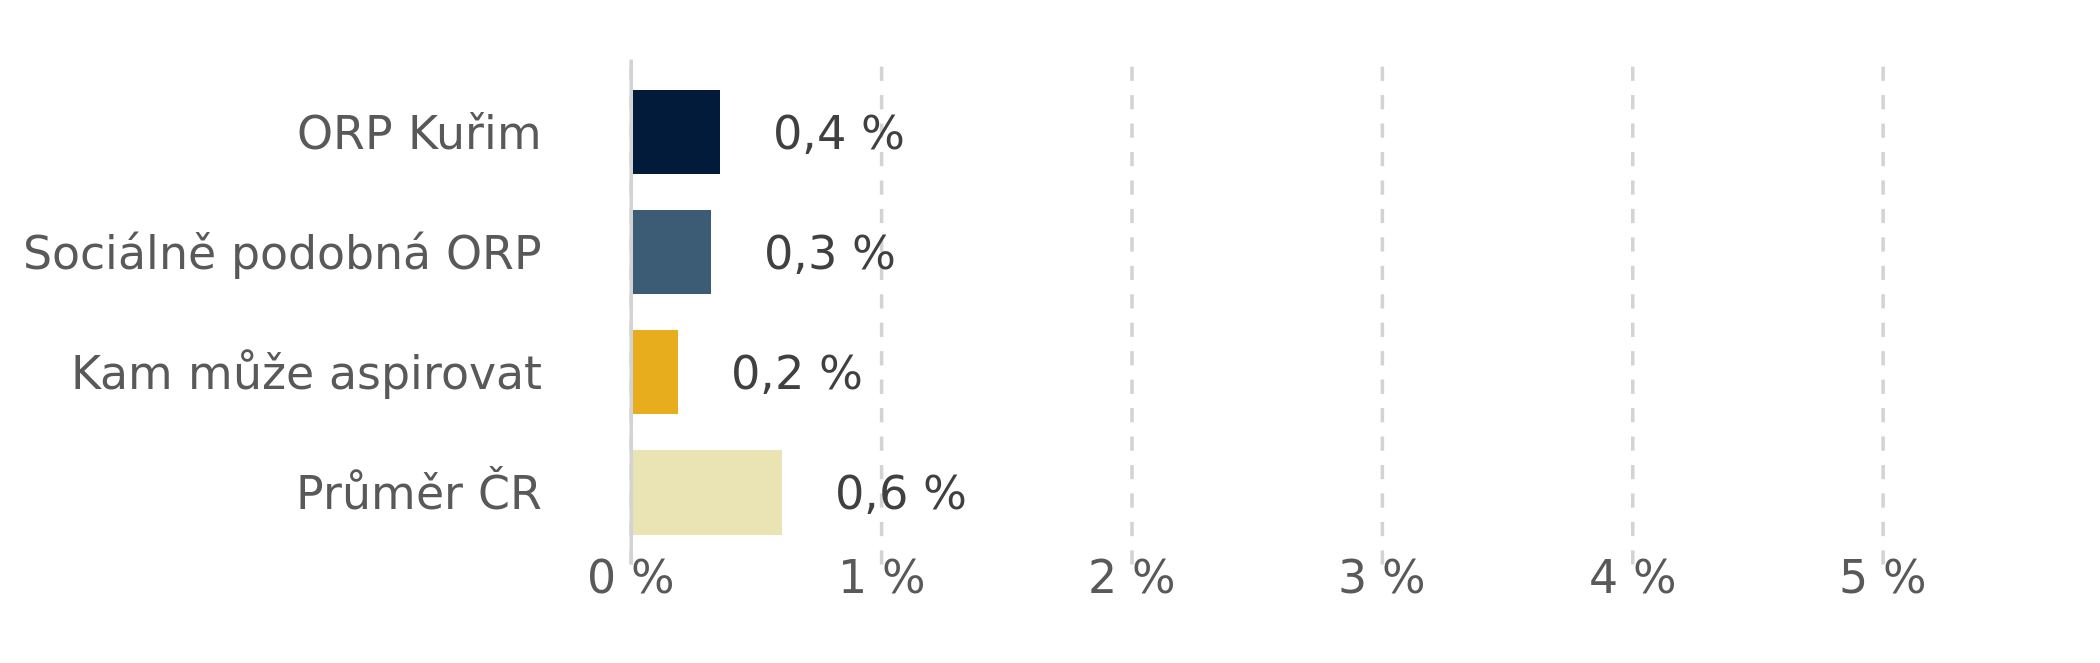 ORP Kuřim 0,4 %
Sociálně podobná ORP 0,3 %
Kam může aspirovat 0,2 %
Průměr ČR 0,6 %
0 % 1 % 2 % 3 % 4 % 5 %